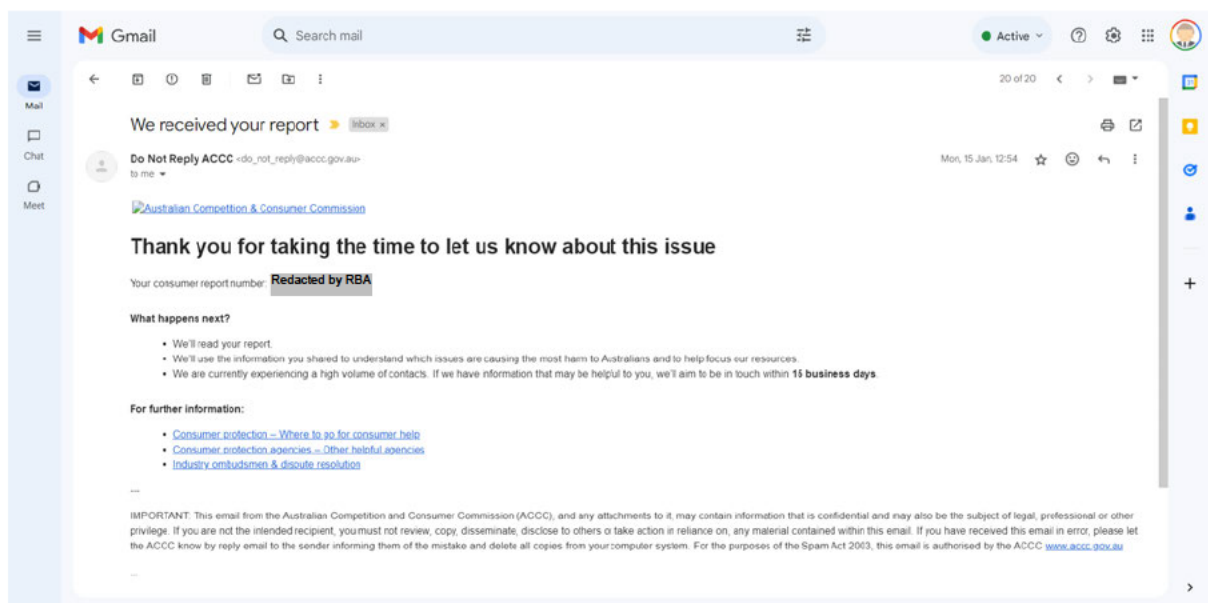 Gmail
Search mail
Active
20 of 20
Mail
Chat
Meet
We received your report
Inbox x
Do Not Reply ACCC <do_not_reply@accc.gov.au>
Mon, 15 Jan, 12:54
to me
Australian Competition & Consumer Commission
Thank you for taking the time to let us know about this issue
Your consumer report number: Redacted by RBA
What happens next?
• We'll read your report.
• We'll use the information you shared to understand which issues are causing the most harm to Australians and to help focus our resources.
• We are currently experiencing a high volume of contacts. If we have information that may be helpful to you, we'll aim to be in touch within 15 business days.
For further information:
• Consumer protection – Where to go for consumer help
• Consumer protection agencies – Other helpful agencies
• Industry ombudsmen & dispute resolution
---
IMPORTANT: This email from the Australian Competition and Consumer Commission (ACCC), and any attachments to it, may contain information that is confidential and may also be the subject of legal, professional or other
privilege. If you are not the intended recipient, you must not review, copy, disseminate, disclose to others or take action in reliance on, any material contained within this email. If you have received this email in error, please let
the ACCC know by reply email to the sender informing them of the mistake and delete all copies from your computer system. For the purposes of the Spam Act 2003, this email is authorised by the ACCC www.accc.gov.au
...